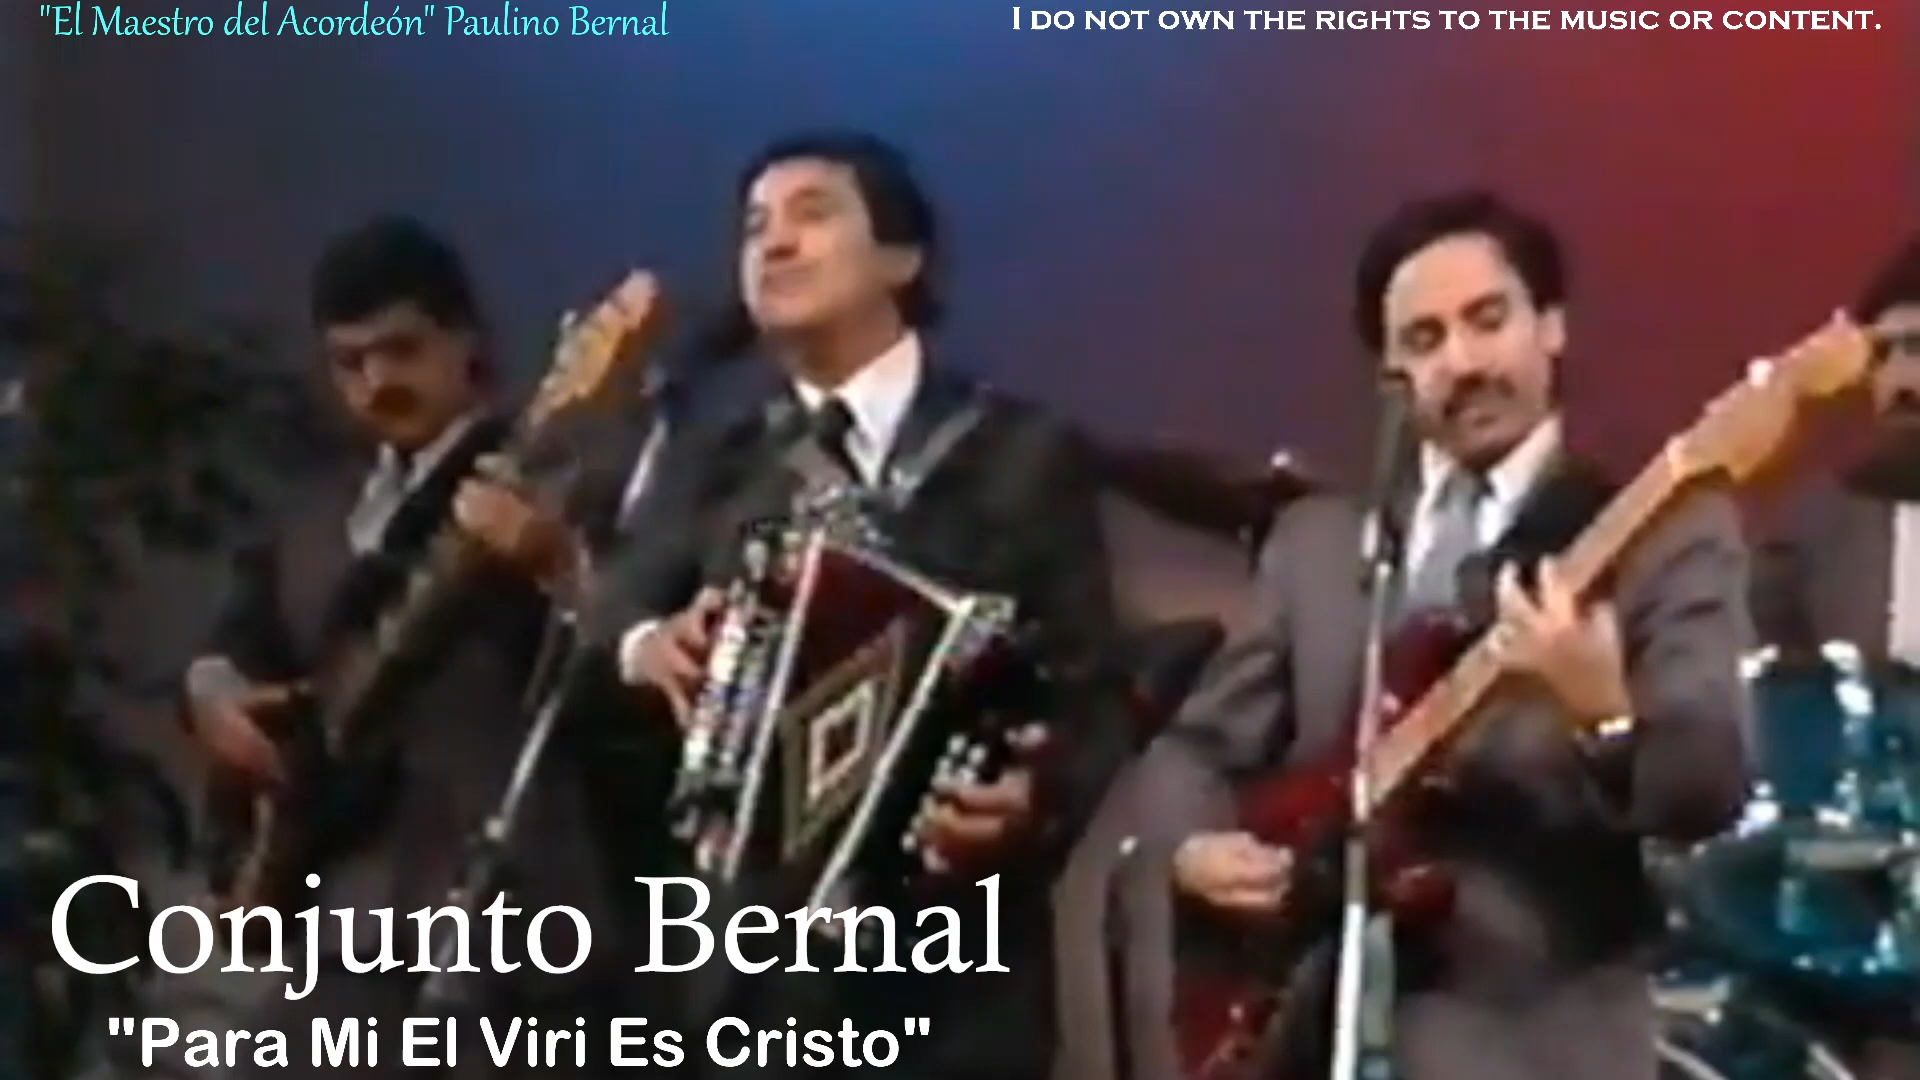 "El Maestro del Acordeón" Paulino Bernal
I DO NOT OWN THE RIGHTS TO THE MUSIC OR CONTENT.
Conjunto Bernal
"Para Mi El Viri Es Cristo"